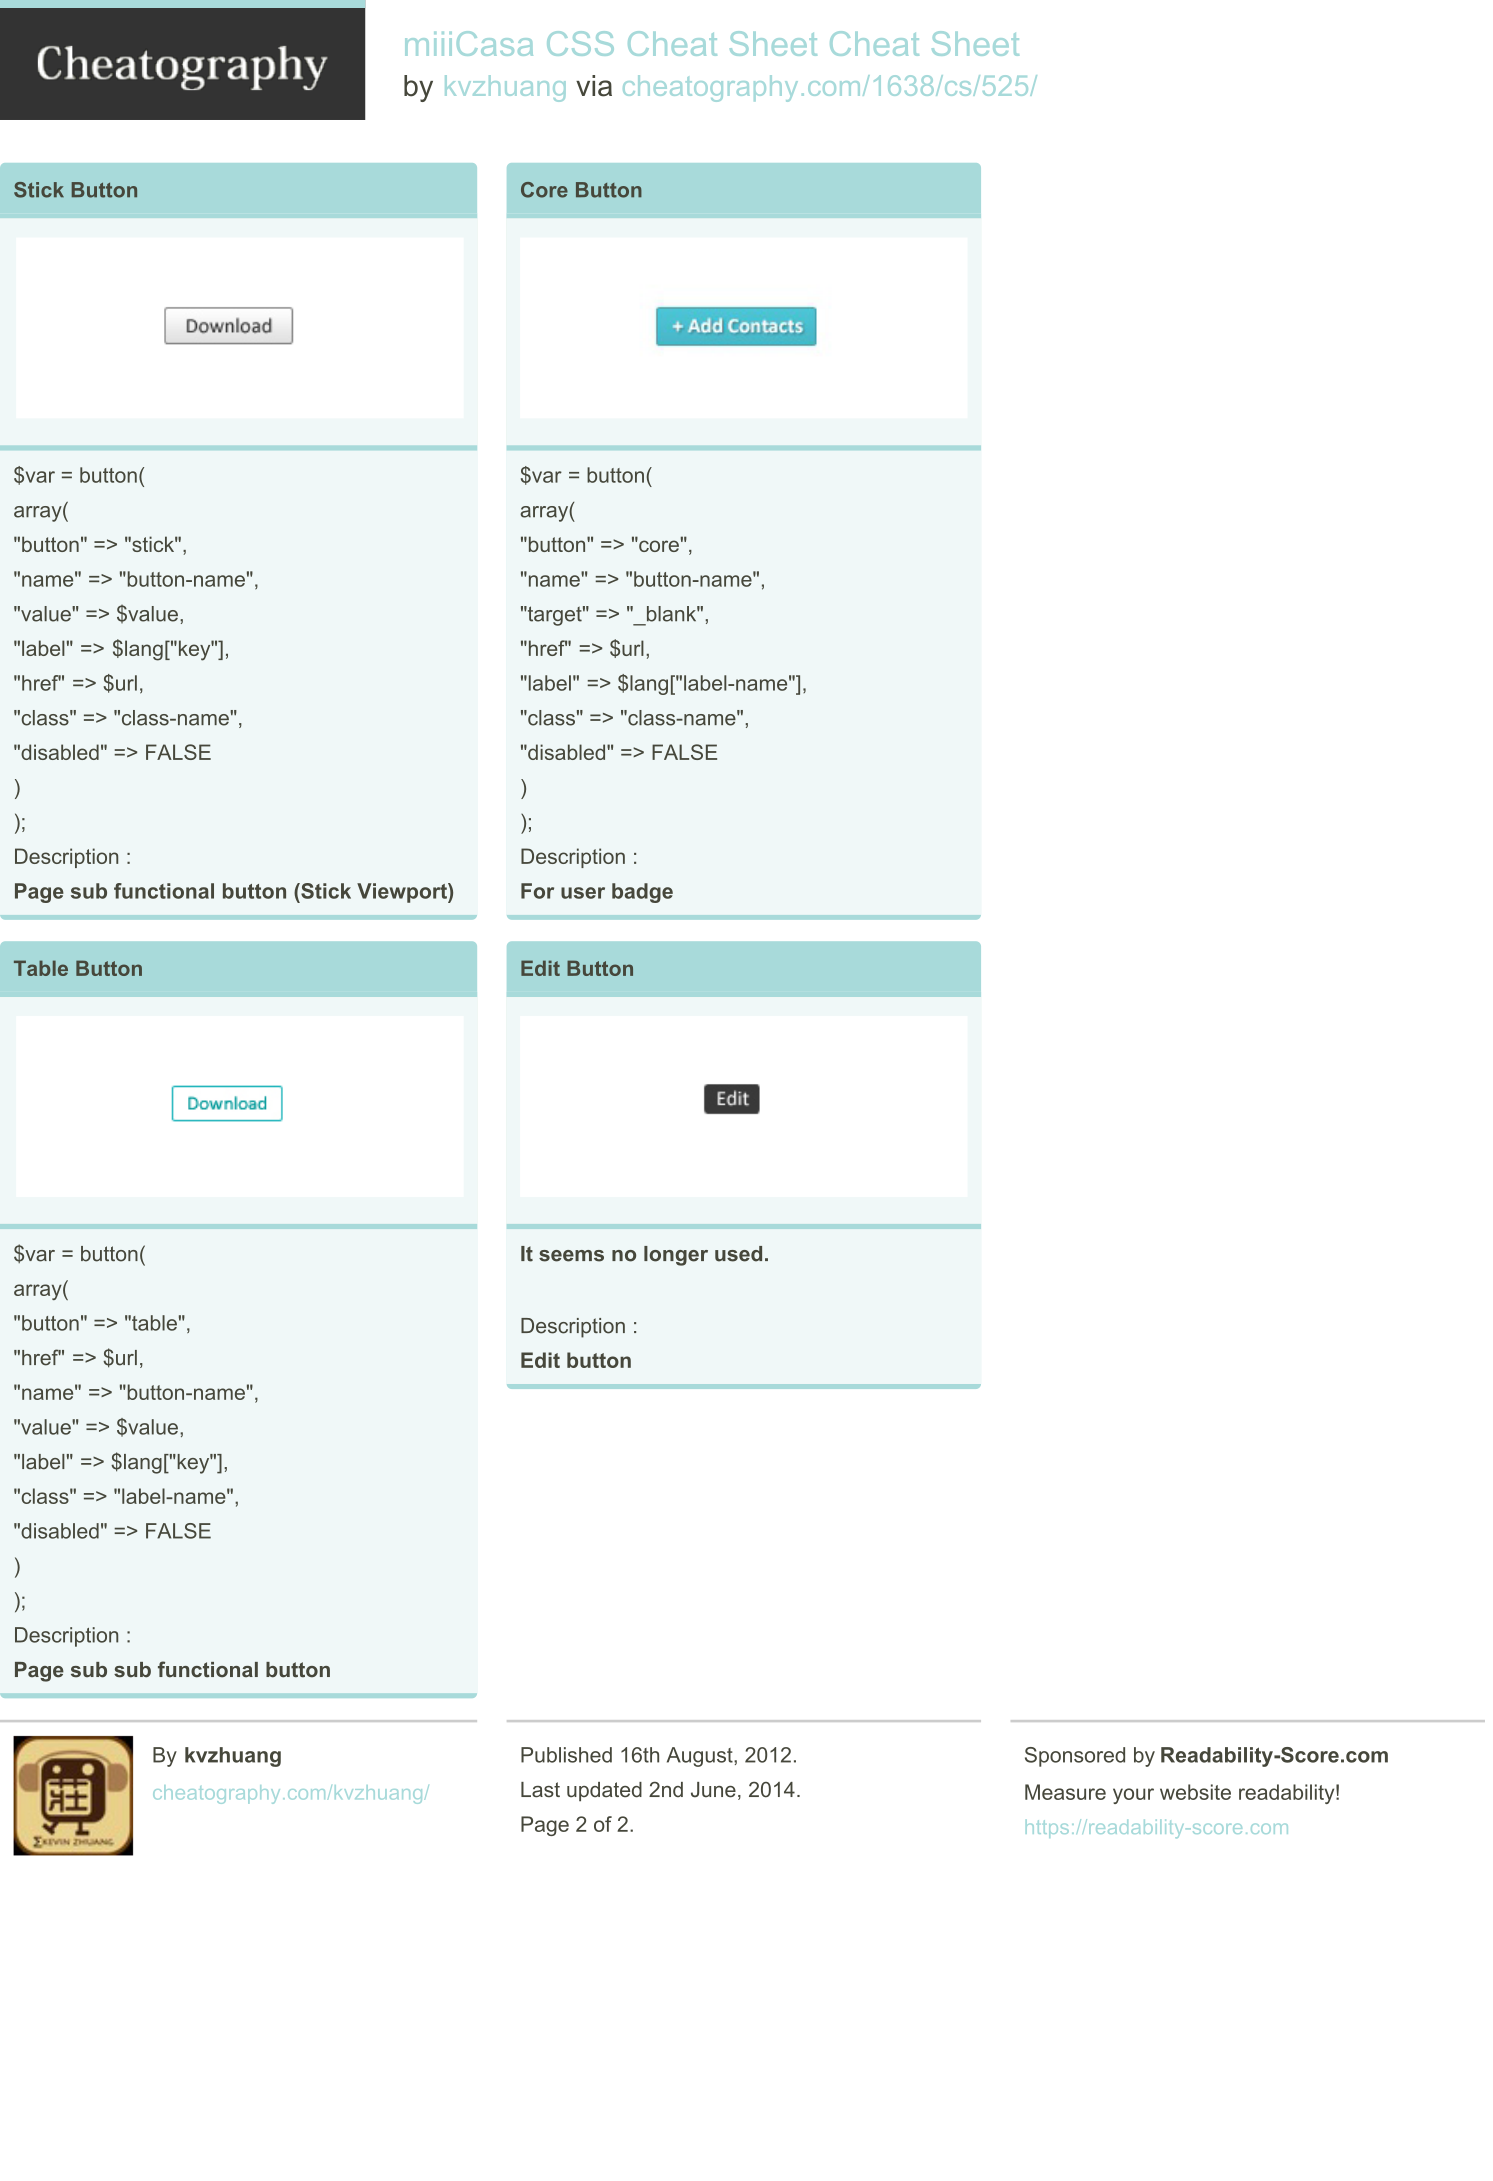 Cheatography
miiiCasa CSS Cheat Sheet Cheat Sheet
by kvzhuang via cheatography.com/1638/cs/525/
Stick Button
Download
$var = button(
array(
"button" => "stick",
"name" => "button-name",
"value" => $value,
"label" => $lang["key"],
"href" => $url,
"class" => "class-name",
"disabled" => FALSE
)
);
Description :
Page sub functional button (Stick Viewport)
Table Button
Download
$var = button(
array(
"button" => "table",
"href" => $url,
"name" => "button-name",
"value" => $value,
"label" => $lang["key"],
"class" => "label-name",
"disabled" => FALSE
)
);
Description :
Page sub sub functional button
Core Button
+ Add Contacts
$var = button(
array(
"button" => "core",
"name" => "button-name",
"target" => "_blank",
"href" => $url,
"label" => $lang["label-name"],
"class" => "class-name",
"disabled" => FALSE
)
);
Description :
For user badge
Edit Button
Edit
It seems no longer used.
Description :
Edit button
莊
ΣKEVIN ZHUANG
By kvzhuang
cheatography.com/kvzhuang/
Published 16th August, 2012.
Last updated 2nd June, 2014.
Page 2 of 2.
Sponsored by Readability-Score.com
Measure your website readability!
https://readability-score.com